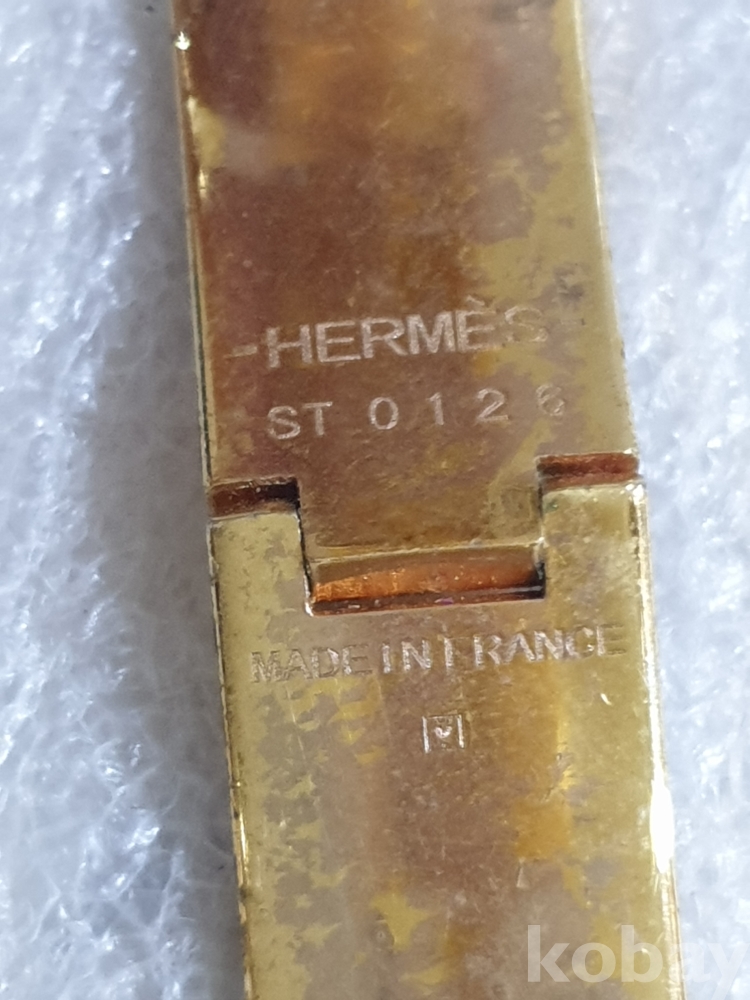 -HERMÈS-
ST 0126
MADE IN FRANCE
kobay